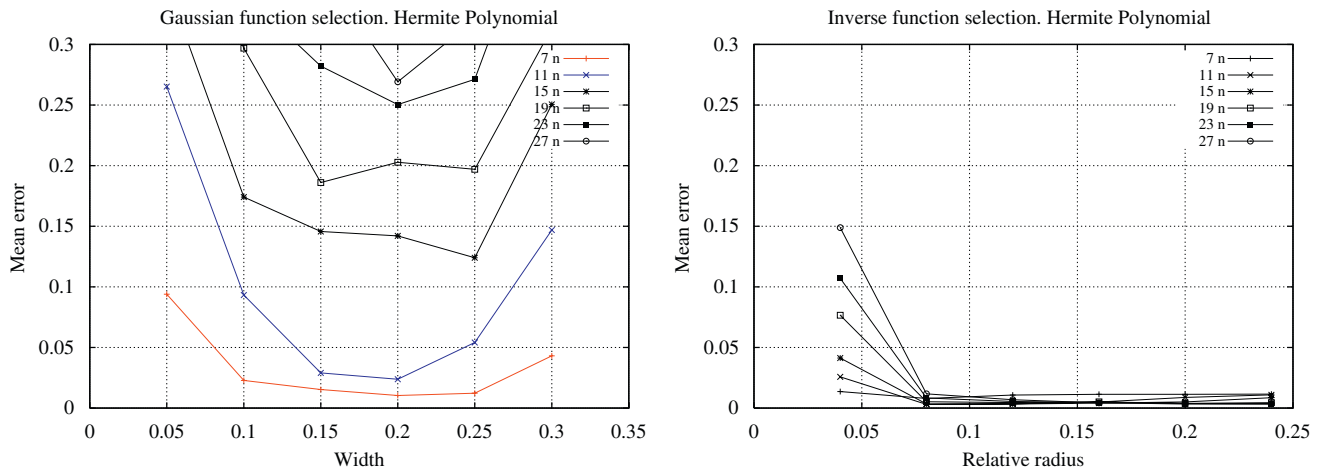 Gaussian function selection. Hermite Polynomial
0.3
0.25
0.2
0.15
0.1
0.05
0
Mean error
7 n
11 n
15 n
19 n
23 n
27 n
0 0.05 0.1 0.15 0.2 0.25 0.3 0.35
Width
Inverse function selection. Hermite Polynomial
0.3
0.25
0.2
0.15
0.1
0.05
0
Mean error
7 n
11 n
15 n
19 n
23 n
27 n
0 0.05 0.1 0.15 0.2 0.25
Relative radius